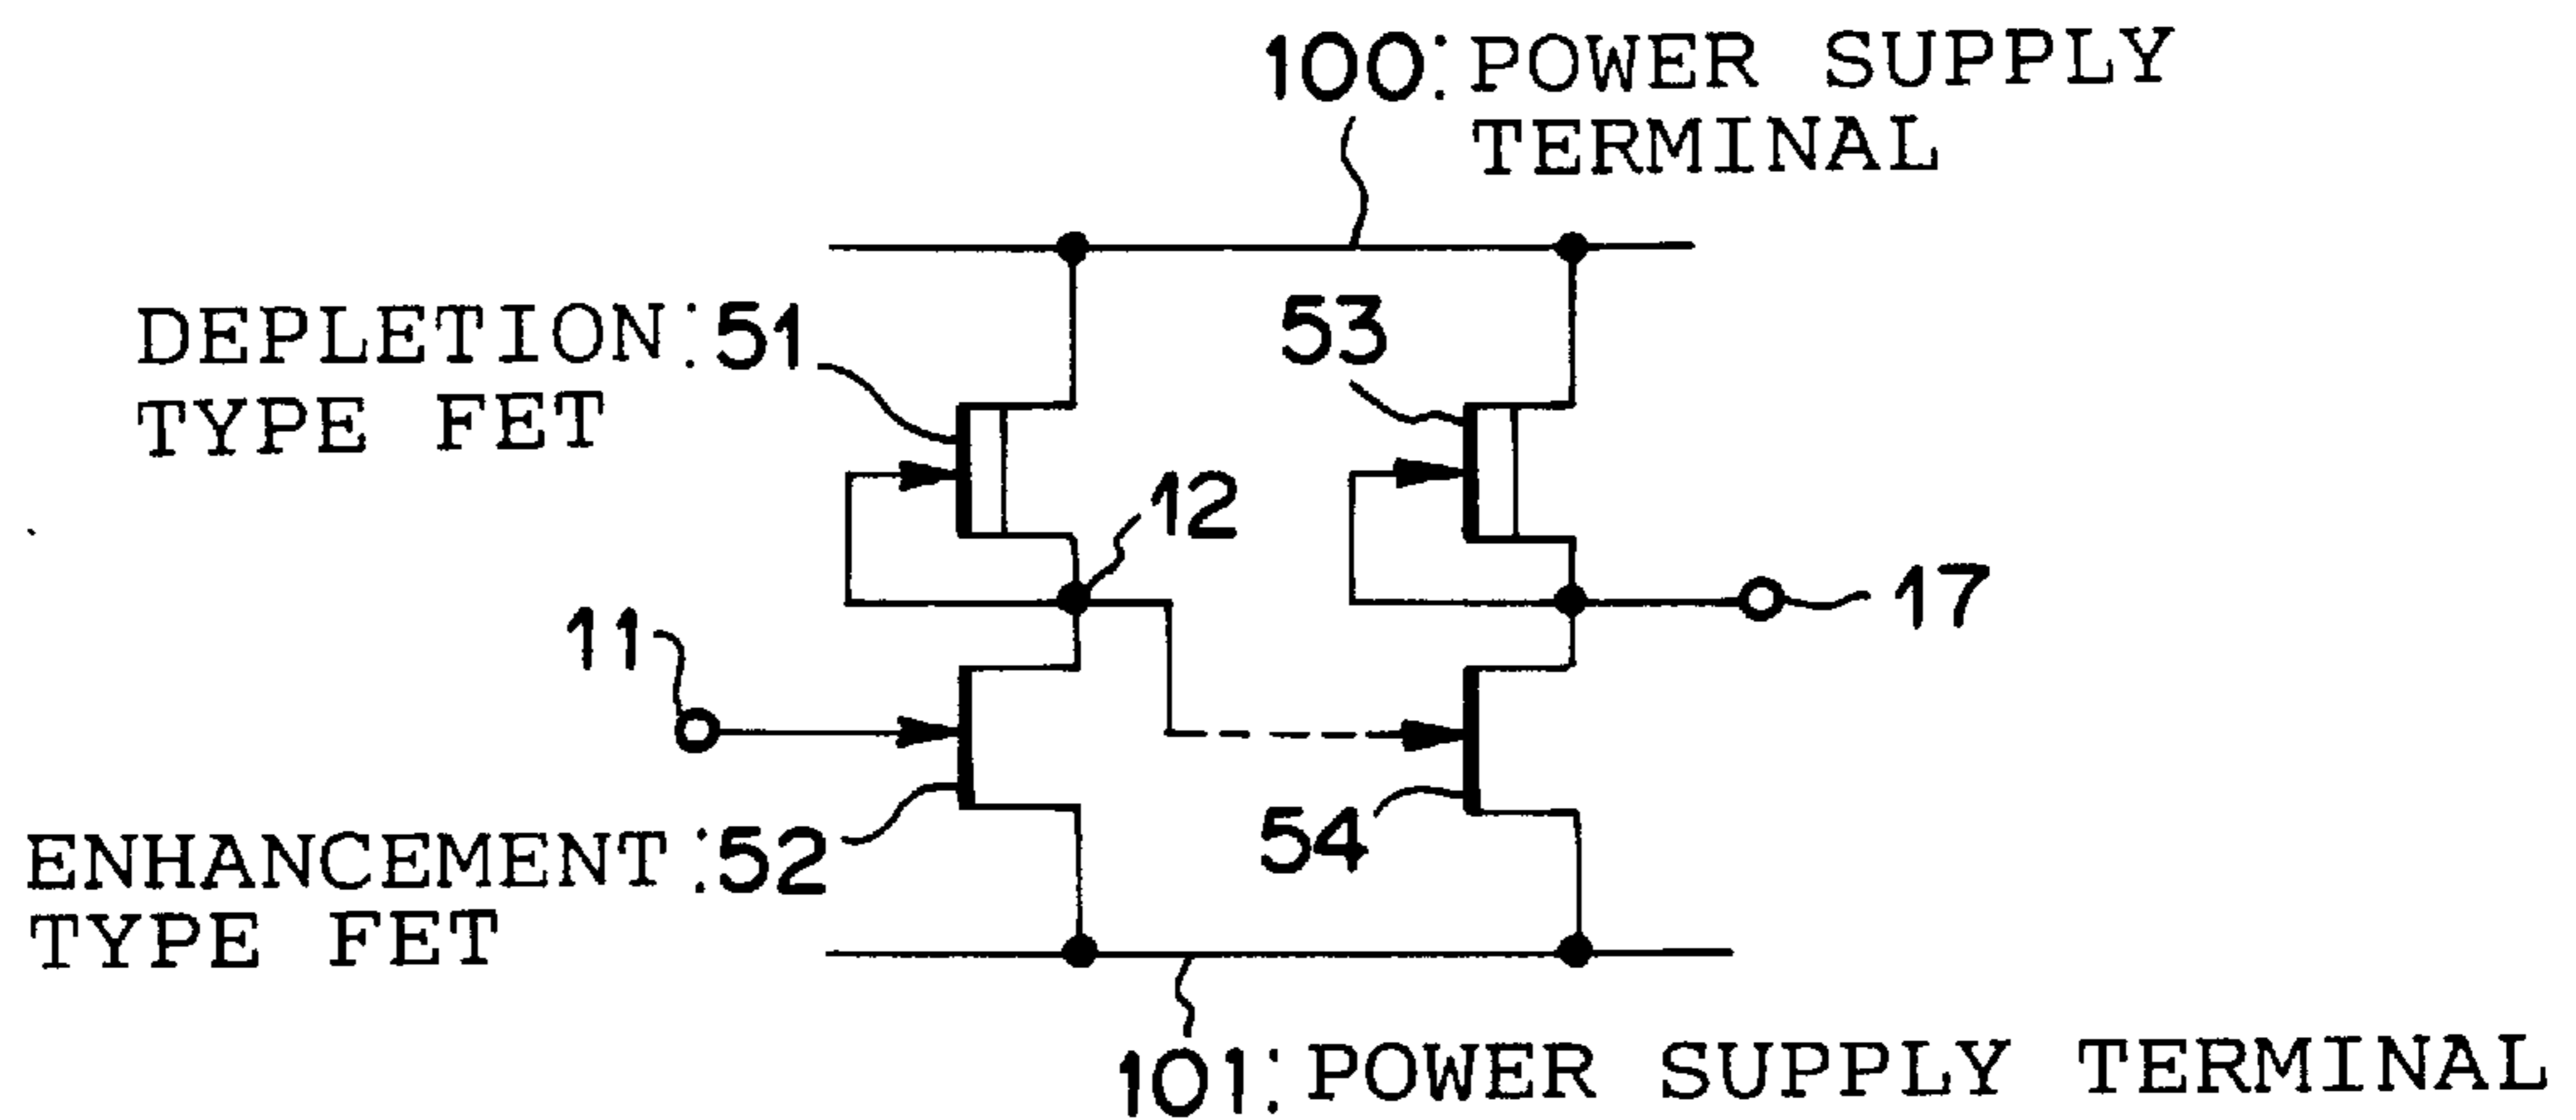 100: POWER SUPPLY
TERMINAL
DEPLETION: 51
TYPE FET
53
12
17
11
ENHANCEMENT: 52
TYPE FET
54
101: POWER SUPPLY TERMINAL